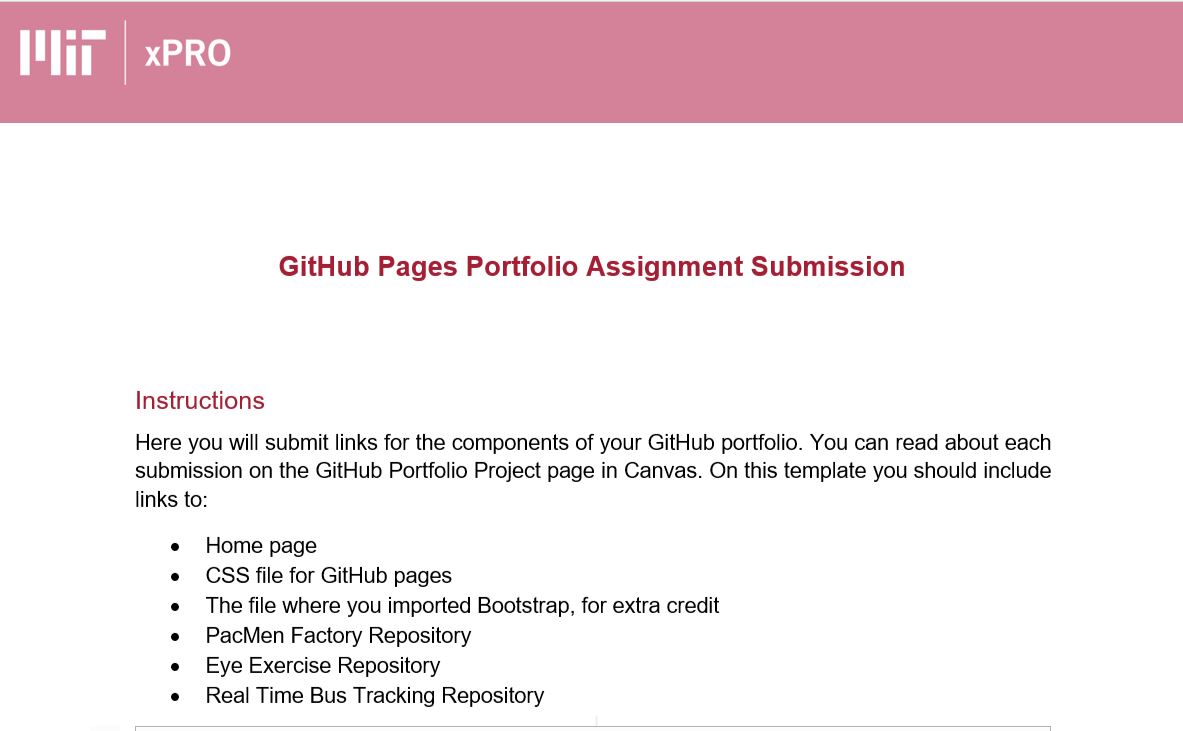 MIT xPRO
GitHub Pages Portfolio Assignment Submission
Instructions
Here you will submit links for the components of your GitHub portfolio. You can read about each
submission on the GitHub Portfolio Project page in Canvas. On this template you should include
links to:
• Home page
• CSS file for GitHub pages
• The file where you imported Bootstrap, for extra credit
• PacMen Factory Repository
• Eye Exercise Repository
• Real Time Bus Tracking Repository